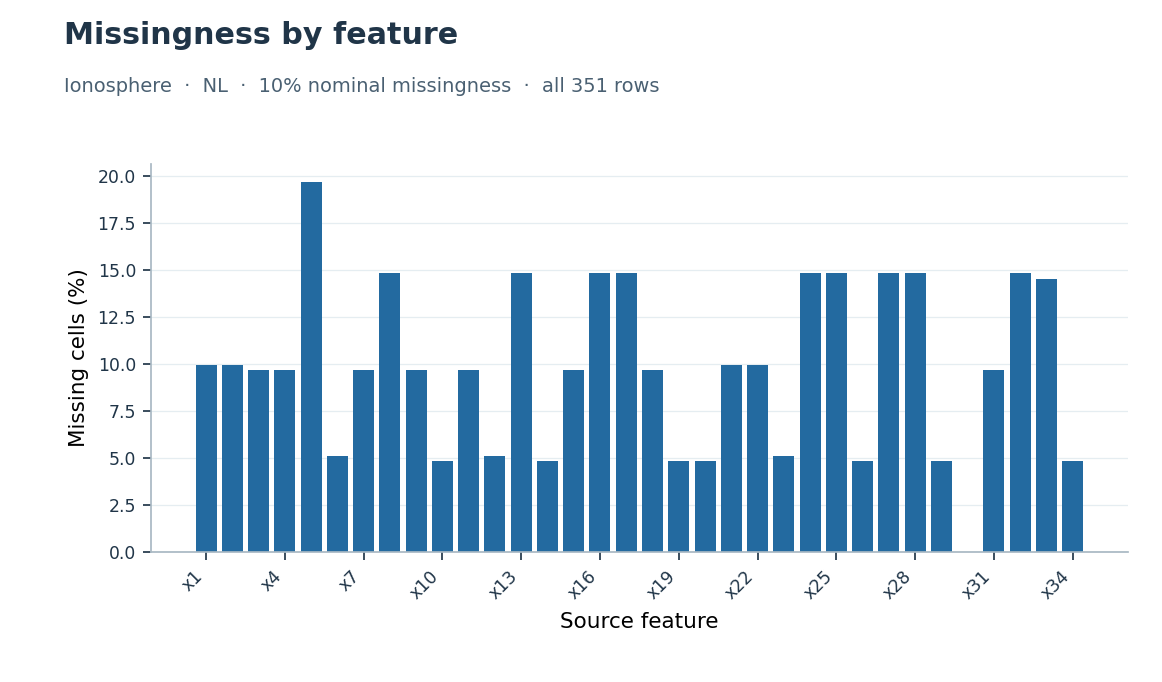 Missingness by feature
Ionosphere · NL · 10% nominal missingness · all 351 rows
20.0
17.5
15.0
12.5
10.0
7.5
5.0
2.5
0.0
Missing cells (%)
x1 x4 x7 x10 x13 x16 x19 x22 x25 x28 x31 x34
Source feature